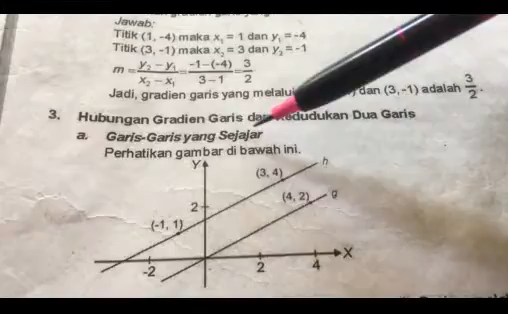 Jawab:
Titik (1, -4) maka x₁ = 1 dan y₁ = -4
Titik (3, -1) maka x₂ = 3 dan y₂ = -1
m = y₂ – y₁ / x₂ – x₁ = -1-(-4) / 3-1 = 3/2
Jadi, gradien garis yang melalui dan (3,-1) adalah 3/2.
3. Hubungan Gradien Garis dan Kedudukan Dua Garis
a. Garis-Garis yang Sejajar
Perhatikan gambar di bawah ini.
Y h
(3, 4)
(4, 2) g
2
(-1, 1)
X
-2 2 4